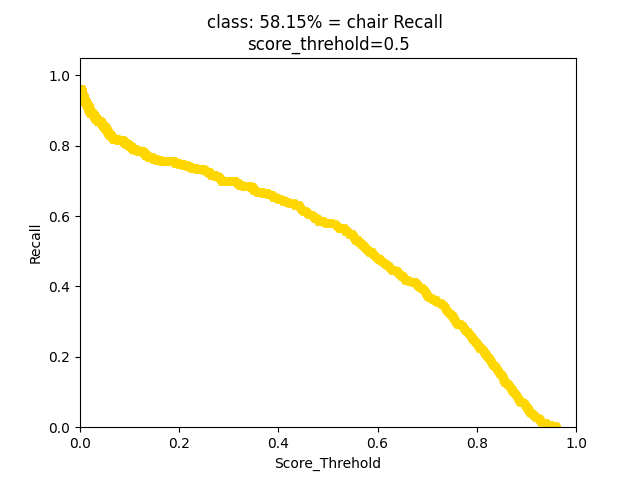 class: 58.15% = chair Recall
score_threhold=0.5
1.0
0.8
0.6
0.4
0.2
0.0
Recall
0.0 0.2 0.4 0.6 0.8 1.0
Score_Threhold